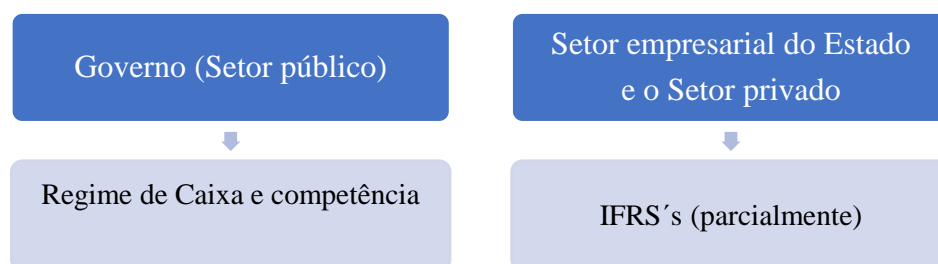 Governo (Setor público)
Setor empresarial do Estado
e o Setor privado
Regime de Caixa e competência
IFRS´s (parcialmente)